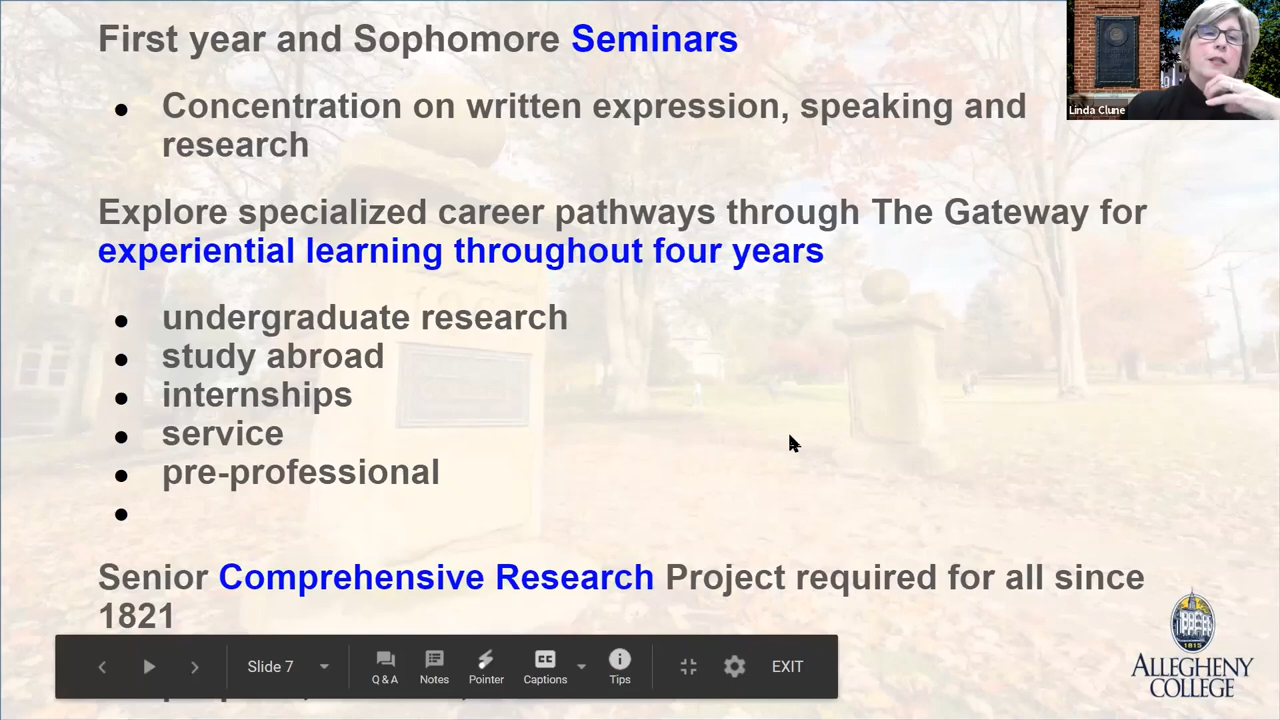 First year and Sophomore Seminars
Linda Clune
● Concentration on written expression, speaking and
research
Explore specialized career pathways through The Gateway for
experiential learning throughout four years
● undergraduate research
● study abroad
● internships
● service
● pre-professional
●
Senior Comprehensive Research Project required for all since
1821
Slide 7
Q & A
Notes
Pointer
CC
Captions
Tips
EXIT
1815
ALLEGHENY
COLLEGE